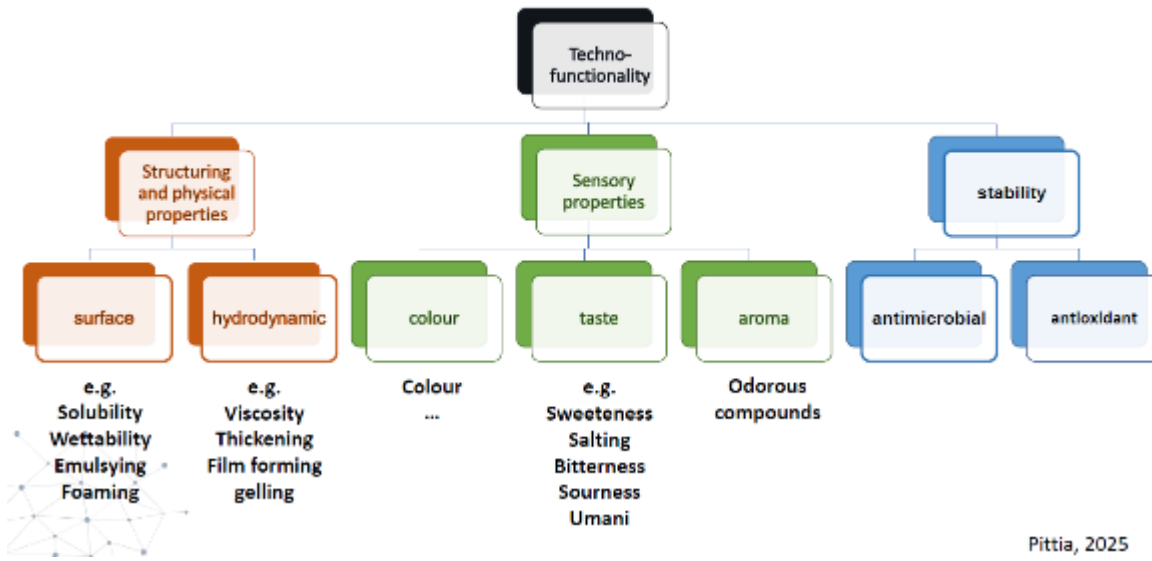 Techno-
functionality
Structuring
and physical
properties
Sensory
properties
stability
surface
hydrodynamic
colour
taste
aroma
antimicrobial
antioxidant
e.g.
Solubility
Wettability
Emulsying
Foaming
e.g.
Viscosity
Thickening
Film forming
gelling
Colour
...
e.g.
Sweeteness
Salting
Bitterness
Sourness
Umani
Odorous
compounds
Pittia, 2025